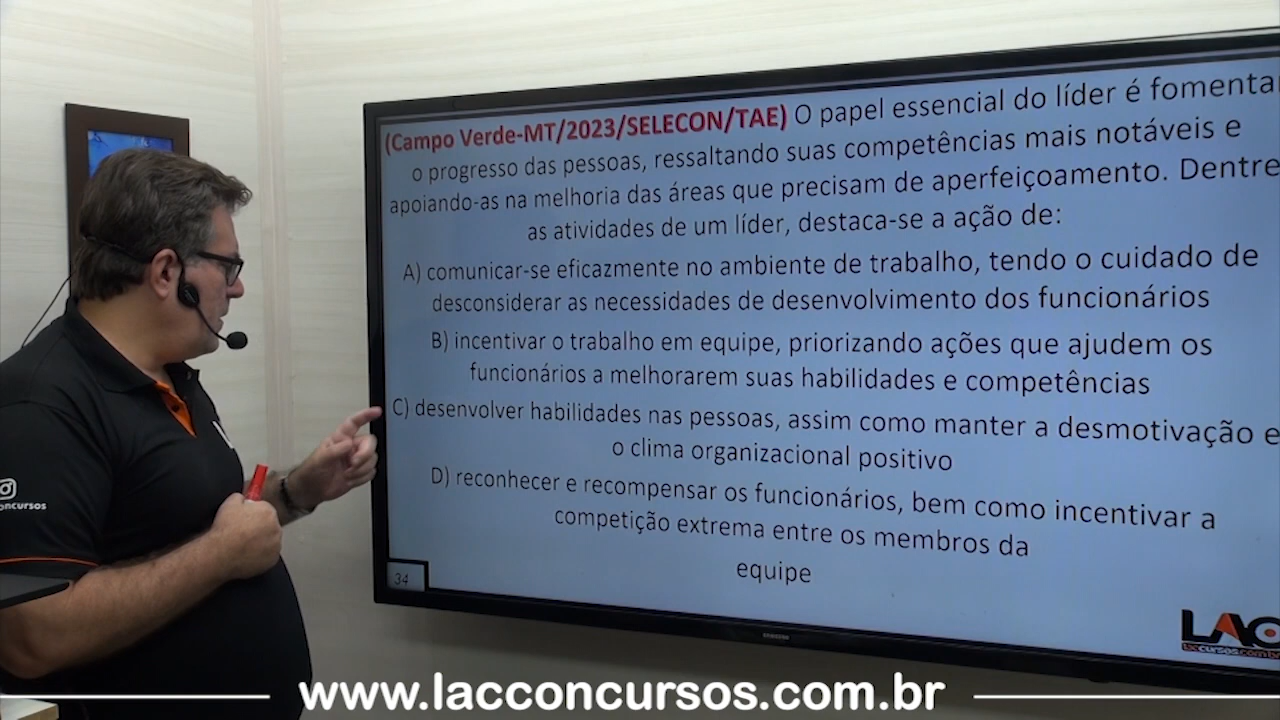 (Campo Verde-MT/2023/SELECON/TAE) O papel essencial do líder é fomenta
o progresso das pessoas, ressaltando suas competências mais notáveis e
apoiando-as na melhoria das áreas que precisam de aperfeiçoamento. Dentre
as atividades de um líder, destaca-se a ação de:
A) comunicar-se eficazmente no ambiente de trabalho, tendo o cuidado de
desconsiderar as necessidades de desenvolvimento dos funcionários
B) incentivar o trabalho em equipe, priorizando ações que ajudem os
funcionários a melhorarem suas habilidades e competências
C) desenvolver habilidades nas pessoas, assim como manter a desmotivação e
o clima organizacional positivo
D) reconhecer e recompensar os funcionários, bem como incentivar a
competição extrema entre os membros da
equipe
34
SAMSUNG
LAC
oncursos
www.lacconcursos.com.br